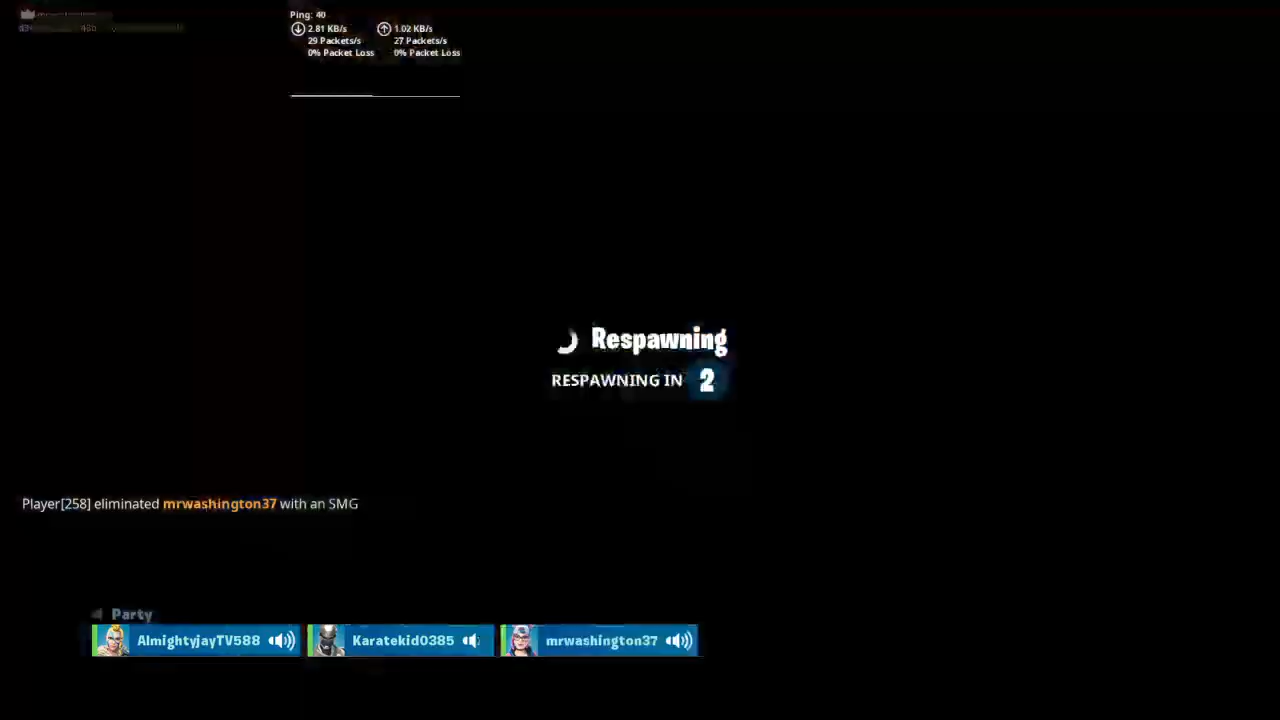 Ping: 40
2.81 KB/s 1.02 KB/s
29 Packets/s 27 Packets/s
0% Packet Loss 0% Packet Loss
Respawning
RESPAWNING IN 2
Player[258] eliminated mrwashington37 with an SMG
Party
AlmightyjayTV588 Karatekid0385 mrwashington37